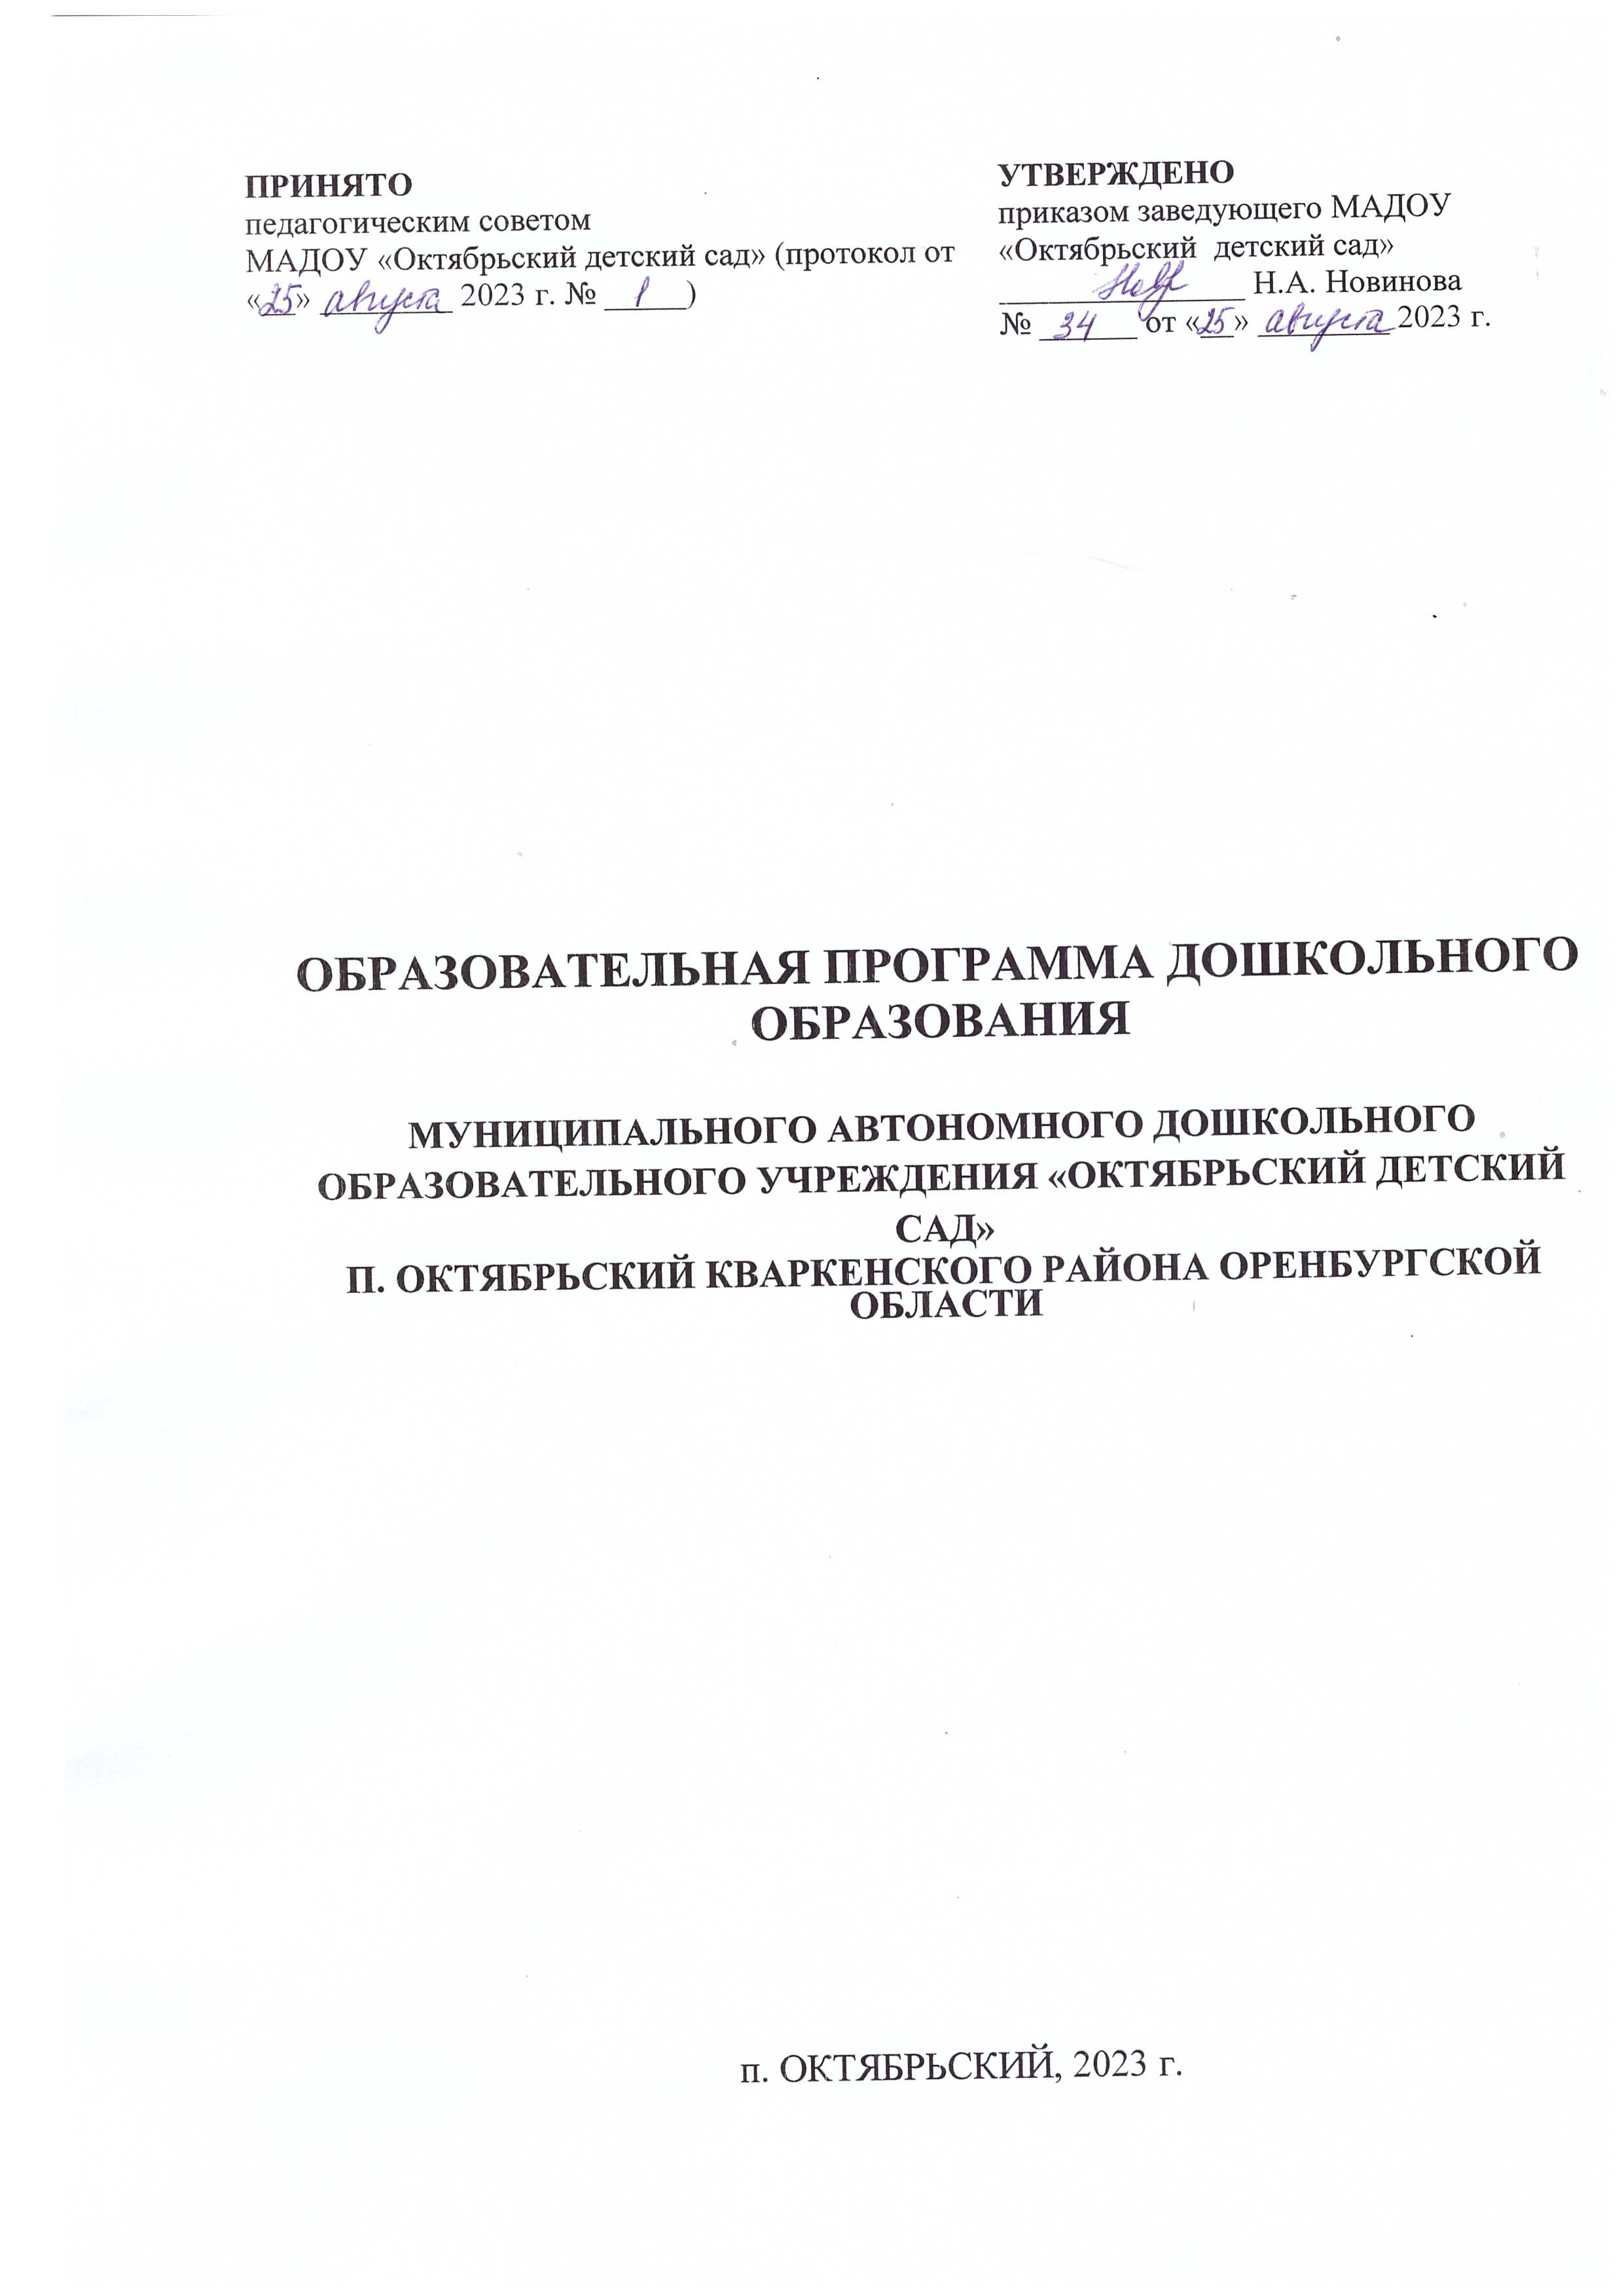 ПРИНЯТО
педагогическим советом
МАДОУ «Октябрьский детский сад» (протокол от
«25» августа 2023 г. № 1)
УТВЕРЖДЕНО
приказом заведующего МАДОУ
«Октябрьский детский сад»
Н.А. Новинова
№ 34 от «25» августа 2023 г.
ОБРАЗОВАТЕЛЬНАЯ ПРОГРАММА ДОШКОЛЬНОГО
ОБРАЗОВАНИЯ
МУНИЦИПАЛЬНОГО АВТОНОМНОГО ДОШКОЛЬНОГО
ОБРАЗОВАТЕЛЬНОГО УЧРЕЖДЕНИЯ «ОКТЯБРЬСКИЙ ДЕТСКИЙ
САД»
П. ОКТЯБРЬСКИЙ КВАРКЕНСКОГО РАЙОНА ОРЕНБУРГСКОЙ
ОБЛАСТИ
п. ОКТЯБРЬСКИЙ, 2023 г.